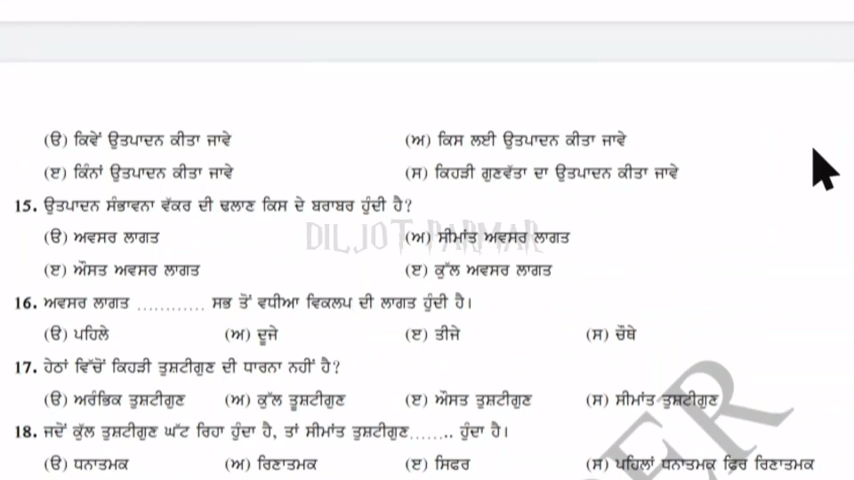 (ੳ) ਕਿਵੇਂ ਉਤਪਾਦਨ ਕੀਤਾ ਜਾਵੇ (ਅ) ਕਿਸ ਲਈ ਉਤਪਾਦਨ ਕੀਤਾ ਜਾਵੇ
(ੲ) ਕਿੰਨਾਂ ਉਤਪਾਦਨ ਕੀਤਾ ਜਾਵੇ (ਸ) ਕਿਹੜੀ ਗੁਣਵੱਤਾ ਦਾ ਉਤਪਾਦਨ ਕੀਤਾ ਜਾਵੇ
15. ਉਤਪਾਦਨ ਸੰਭਾਵਨਾ ਵੱਕਰ ਦੀ ਢਲਾਣ ਕਿਸ ਦੇ ਬਰਾਬਰ ਹੁੰਦੀ ਹੈ?
DILJOT PARMAR
(ੳ) ਅਵਸਰ ਲਾਗਤ (ਅ) ਸੀਮਾਂਤ ਅਵਸਰ ਲਾਗਤ
(ੲ) ਔਸਤ ਅਵਸਰ ਲਾਗਤ (ੲ) ਕੁੱਲ ਅਵਸਰ ਲਾਗਤ
16. ਅਵਸਰ ਲਾਗਤ ............ ਸਭ ਤੋਂ ਵਧੀਆ ਵਿਕਲਪ ਦੀ ਲਾਗਤ ਹੁੰਦੀ ਹੈ।
(ੳ) ਪਹਿਲੇ (ਅ) ਦੂਜੇ (ੲ) ਤੀਜੇ (ਸ) ਚੌਥੇ
17. ਹੇਠਾਂ ਵਿੱਚੋਂ ਕਿਹੜੀ ਤੁਸ਼ਟੀਗੁਣ ਦੀ ਧਾਰਨਾ ਨਹੀਂ ਹੈ?
(ੳ) ਅਰੰਭਿਕ ਤੁਸ਼ਟੀਗੁਣ (ਅ) ਕੁੱਲ ਤੂਸ਼ਟੀਗੁਣ (ੲ) ਔਸਤ ਤੁਸ਼ਟੀਗੁਣ (ਸ) ਸੀਮਾਂਤ ਤੁਸ਼ਟੀਗੁਣ
18. ਜਦੋਂ ਕੁੱਲ ਤੁਸ਼ਟੀਗੁਣ ਘੱਟ ਰਿਹਾ ਹੁੰਦਾ ਹੈ, ਤਾਂ ਸੀਮਾਂਤ ਤੁਸ਼ਟੀਗੁਣ........ ਹੁੰਦਾ ਹੈ।
(ੳ) ਧਨਾਤਮਕ (ਅ) ਰਿਣਾਤਮਕ (ੲ) ਸਿਫਰ (ਸ) ਪਹਿਲਾਂ ਧਨਾਤਮਕ ਫਿਰ ਰਿਣਾਤਮਕ